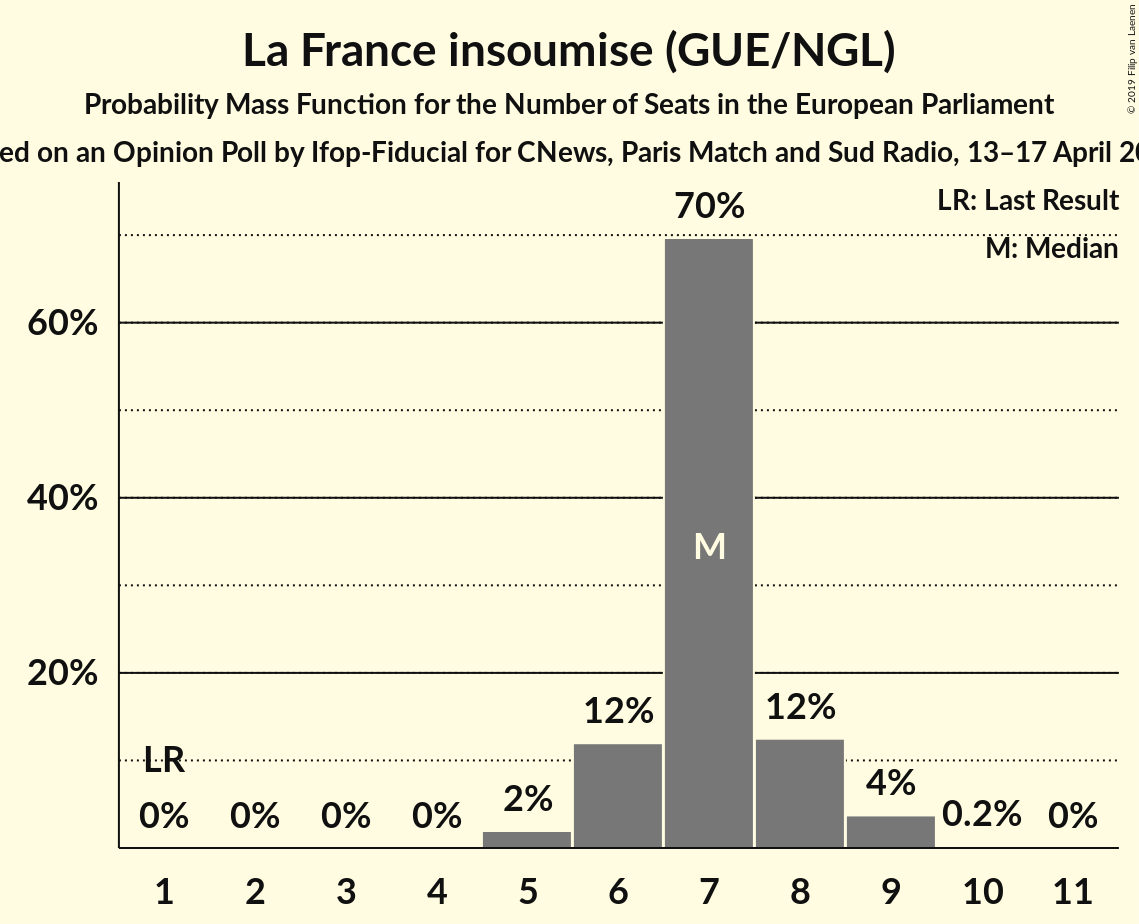 La France insoumise (GUE/NGL)
Probability Mass Function for the Number of Seats in the European Parliament
ed on an Opinion Poll by Ifop-Fiducial for CNews, Paris Match and Sud Radio, 13–17 April 20
© 2019 Filip van Laenen
LR: Last Result
M: Median
70%
60%
40%
20%
M
12%
12%
LR
0%
0%
0%
0%
2%
4%
0.2%
0%
1 2 3 4 5 6 7 8 9 10 11